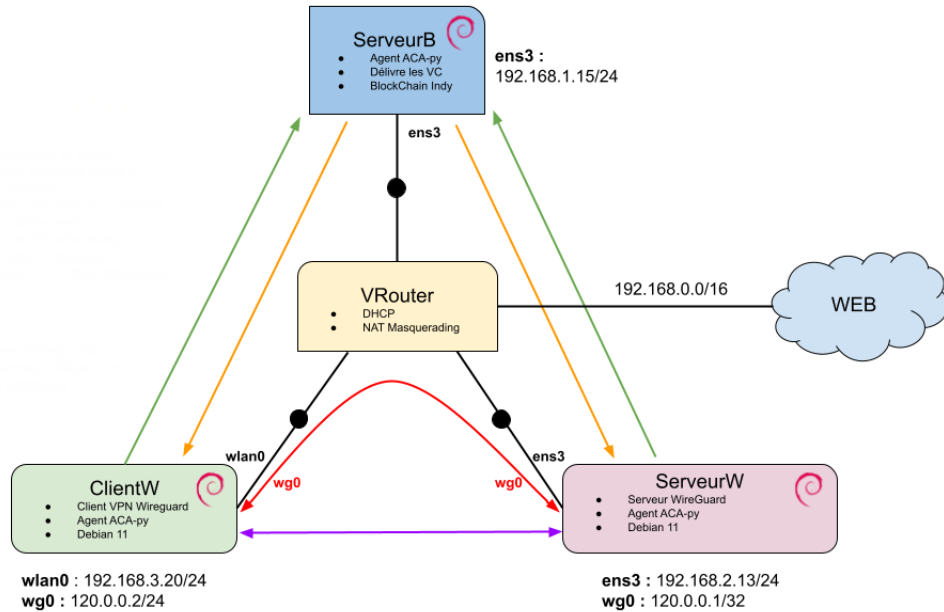 ServeurB
Agent ACA-py
Délivre les VC
BlockChain Indy
ens3 :
192.168.1.15/24
ens3
VRouter
DHCP
NAT Masquerading
192.168.0.0/16
WEB
wlan0
ens3
wg0
wg0
ClientW
Client VPN Wireguard
Agent ACA-py
Debian 11
ServeurW
Serveur WireGuard
Agent ACA-py
Debian 11
wlan0 : 192.168.3.20/24
wg0 : 120.0.0.2/24
ens3 : 192.168.2.13/24
wg0 : 120.0.0.1/32